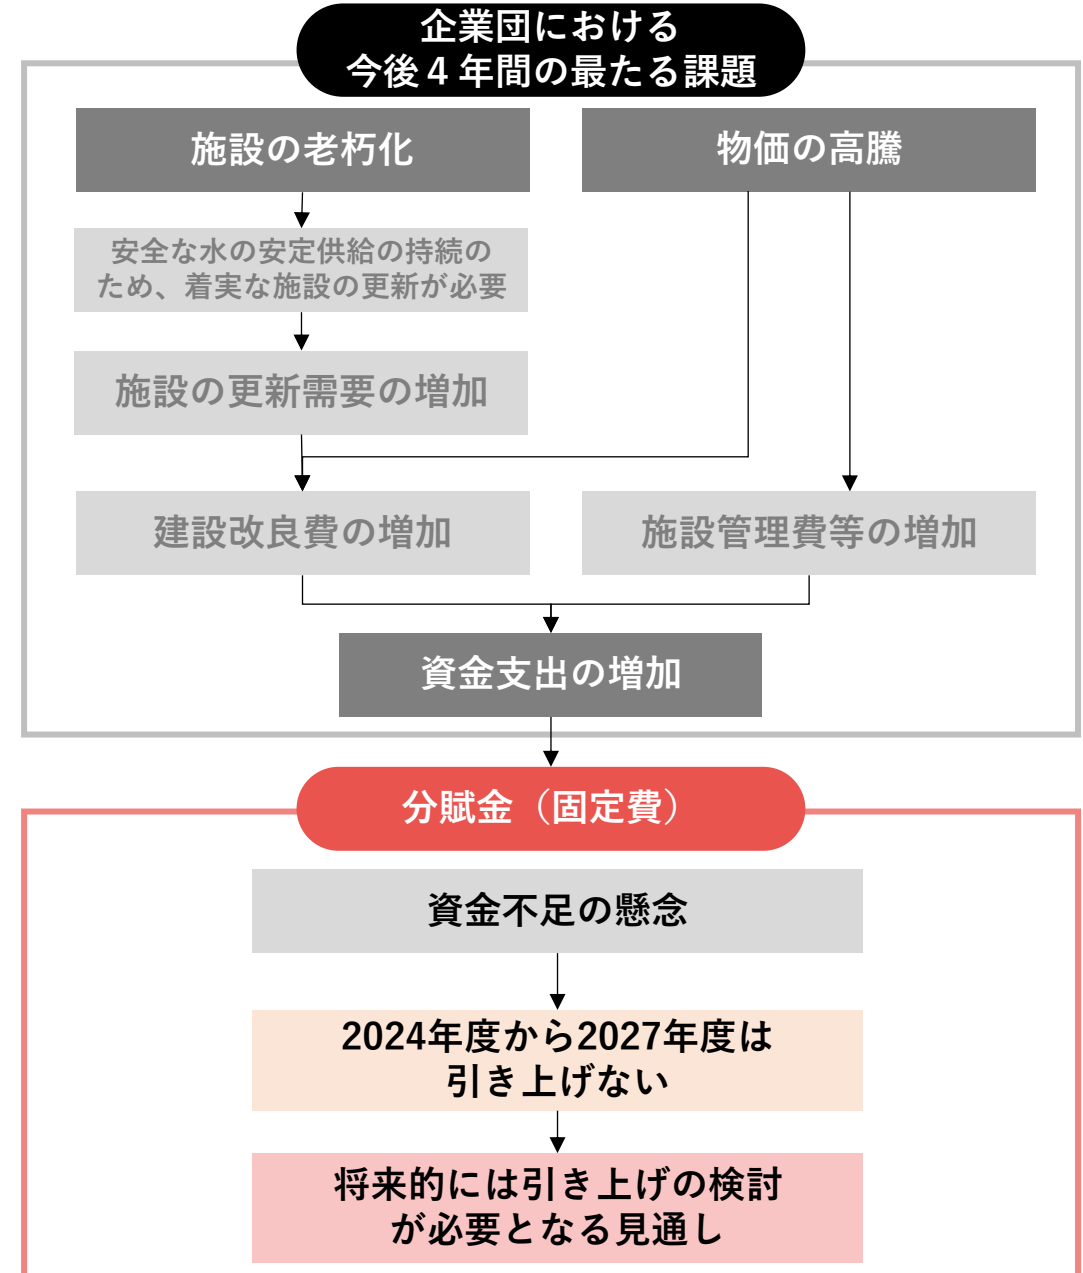 企業団における
今後４年間の最たる課題
施設の老朽化
物価の高騰
安全な水の安定供給の持続の
ため、着実な施設の更新が必要
施設の更新需要の増加
建設改良費の増加
施設管理費等の増加
資金支出の増加
分賦金（固定費）
資金不足の懸念
2024年度から2027年度は
引き上げない
将来的には引き上げの検討
が必要となる見通し